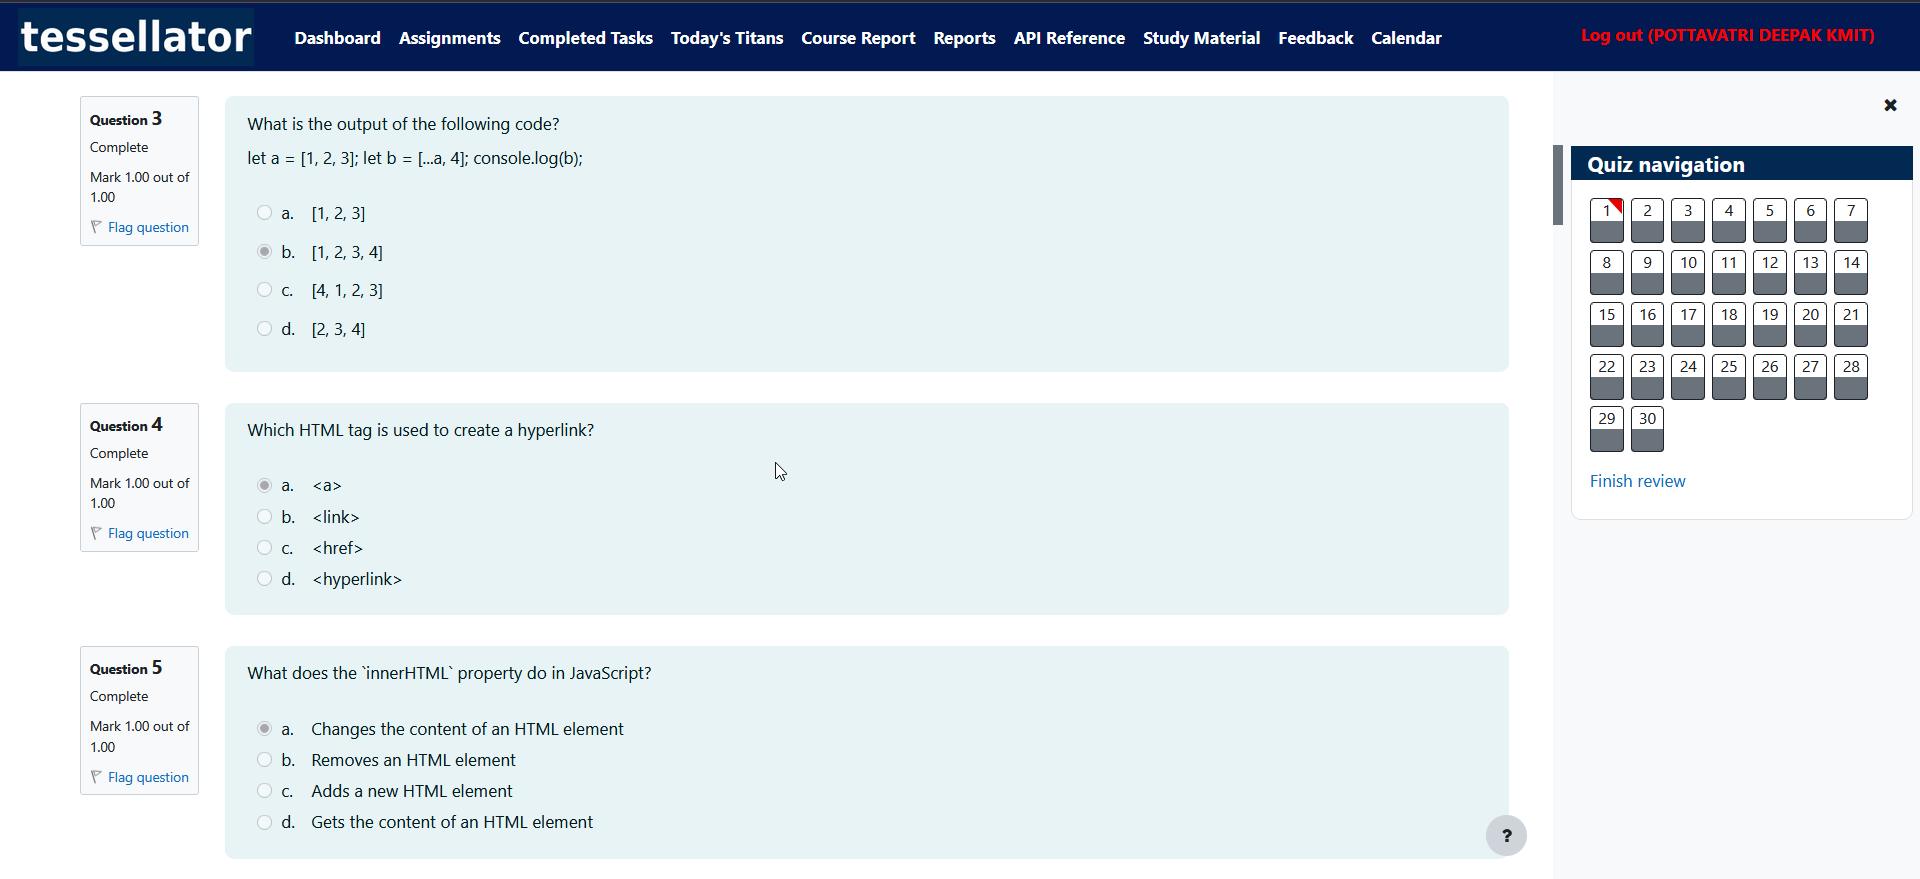 tessellator
Dashboard Assignments Completed Tasks Today's Titans Course Report Reports API Reference Study Material Feedback Calendar
Log out (POTTAVATRI DEEPAK KMIT)
Question 3
Complete
Mark 1.00 out of
1.00
Flag question
What is the output of the following code?
let a = [1, 2, 3]; let b = [...a, 4]; console.log(b);
a. [1, 2, 3]
b. [1, 2, 3, 4]
c. [4, 1, 2, 3]
d. [2, 3, 4]
Question 4
Complete
Mark 1.00 out of
1.00
Flag question
Which HTML tag is used to create a hyperlink?
a. <a>
b. <link>
c. <href>
d. <hyperlink>
Question 5
Complete
Mark 1.00 out of
1.00
Flag question
What does the `innerHTML` property do in JavaScript?
a. Changes the content of an HTML element
b. Removes an HTML element
c. Adds a new HTML element
d. Gets the content of an HTML element
?
Quiz navigation
1 2 3 4 5 6 7
8 9 10 11 12 13 14
15 16 17 18 19 20 21
22 23 24 25 26 27 28
29 30
Finish review